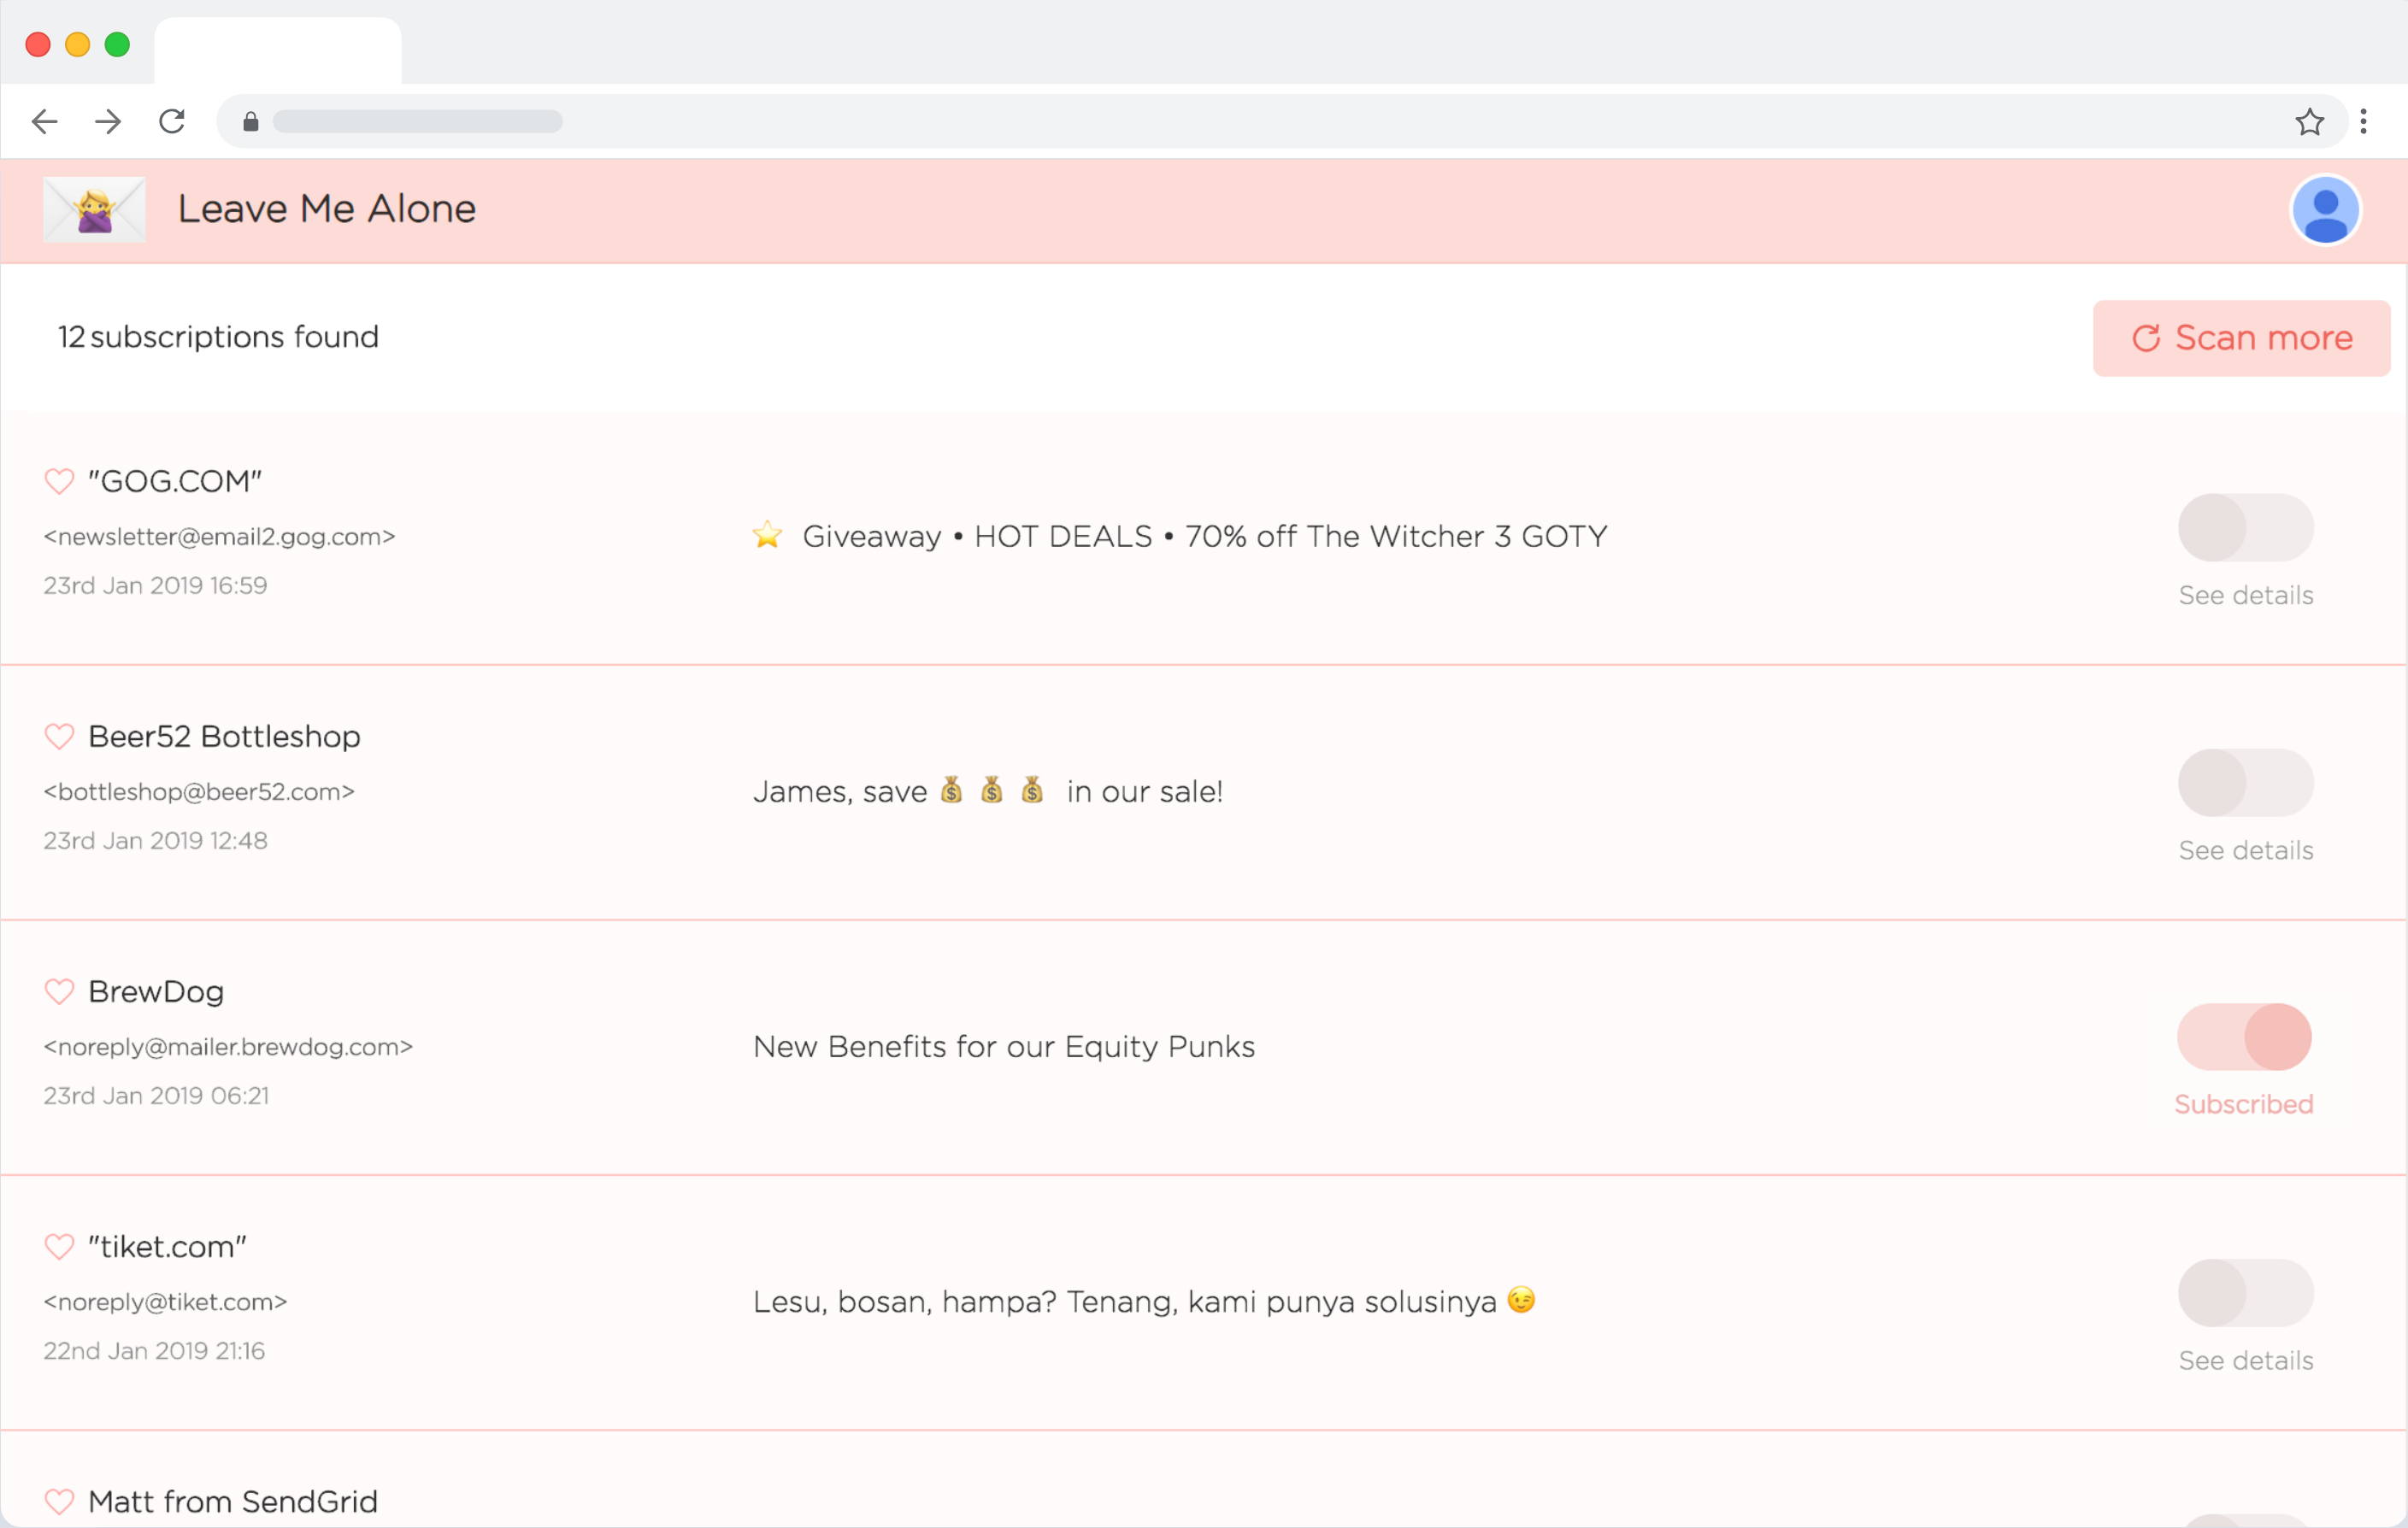 Leave Me Alone
12 subscriptions found
Scan more
"GOG.COM"
<newsletter@email2.gog.com>
23rd Jan 2019 16:59
⭐ Giveaway • HOT DEALS • 70% off The Witcher 3 GOTY
See details
Beer52 Bottleshop
<bottleshop@beer52.com>
23rd Jan 2019 12:48
James, save 💰 💰 💰 in our sale!
See details
BrewDog
<noreply@mailer.brewdog.com>
23rd Jan 2019 06:21
New Benefits for our Equity Punks
Subscribed
"tiket.com"
<noreply@tiket.com>
22nd Jan 2019 21:16
Lesu, bosan, hampa? Tenang, kami punya solusinya 😉
See details
Matt from SendGrid